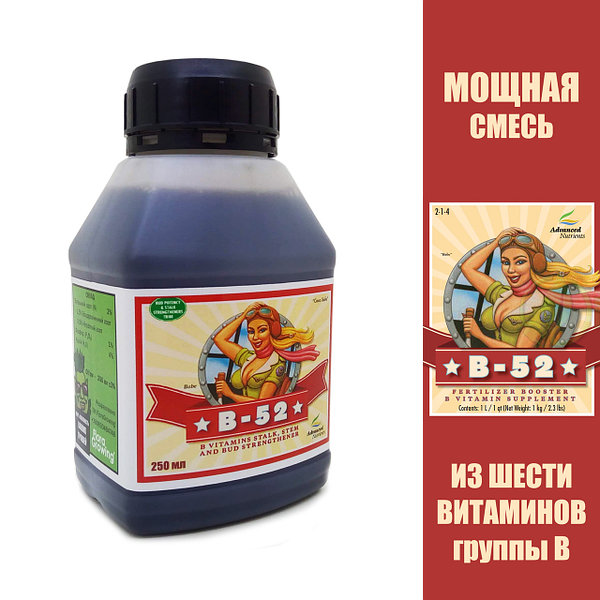 BUD POTENCY
& STALK
STRENGTHENERS
TRIBE
Babe
B-52
B VITAMINS STALK, STEM
AND BUD STRENGTHENER
Advanced
Nutrients
250 МЛ
МОЩНАЯ
СМЕСЬ
2-1-4
Advanced
Nutrients
"Babe"
B-52
FERTILIZER BOOSTER
B VITAMIN SUPPLEMENT
Contents: 1 L / 1 qt (Net Weight: 1 kg / 2.3 lbs)
ИЗ ШЕСТИ
ВИТАМИНОВ
группы В